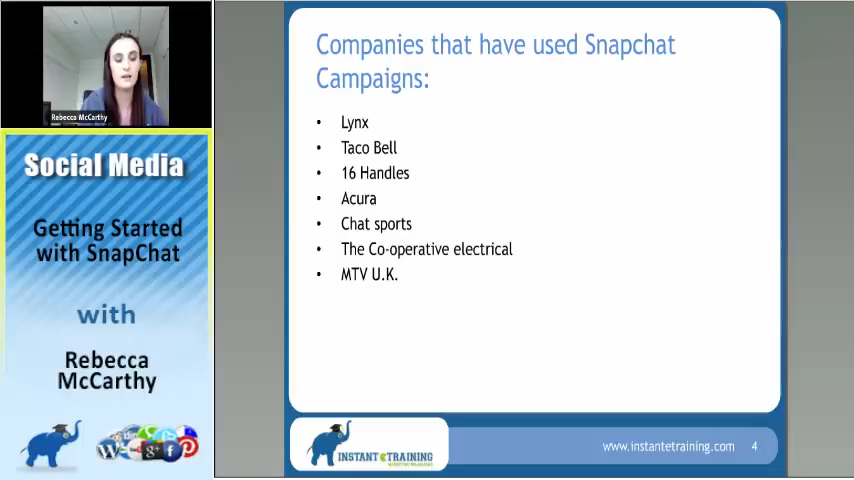 Rebecca McCarthy
Social Media
Getting Started
with SnapChat
with
Rebecca
McCarthy
Companies that have used Snapchat
Campaigns:
• Lynx
• Taco Bell
• 16 Handles
• Acura
• Chat sports
• The Co-operative electrical
• MTV U.K.
INSTANT eTRAINING
www.instantetraining.com 4